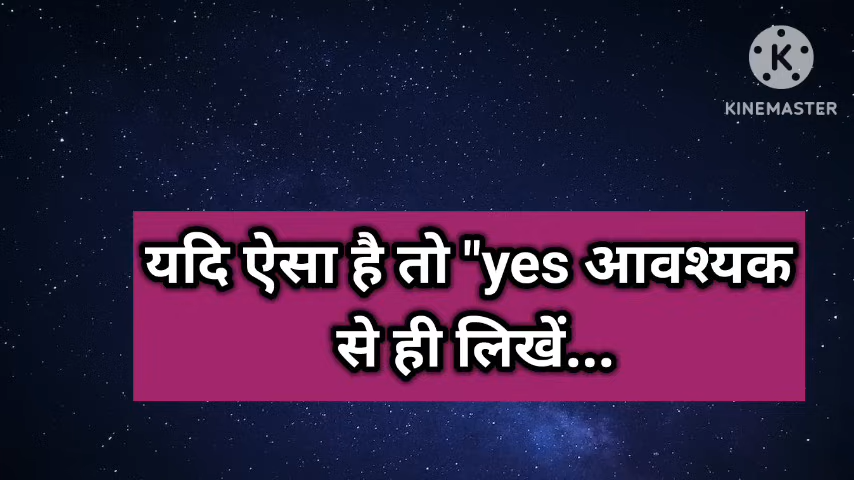 K
KINEMASTER
यदि ऐसा है तो "yes आवश्यक
से ही लिखें...